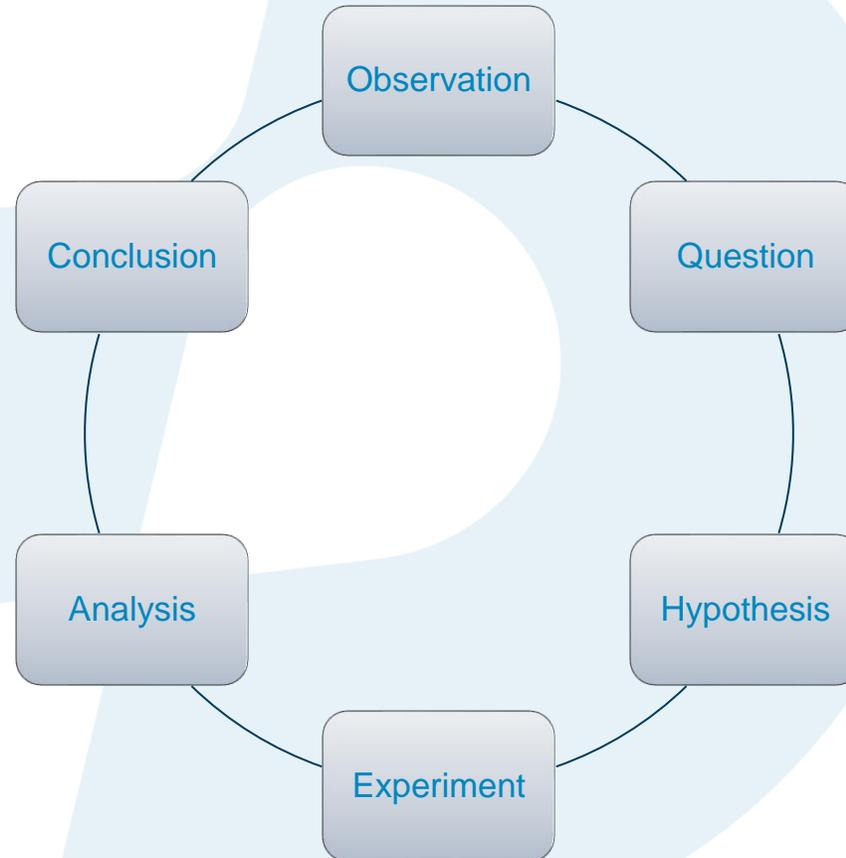 Observation
Question
Hypothesis
Experiment
Analysis
Conclusion